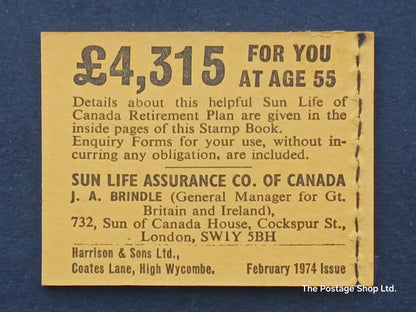 £4,315 FOR YOU
AT AGE 55
Details about this helpful Sun Life of
Canada Retirement Plan are given in the
inside pages of this Stamp Book.
Enquiry Forms for your use, without in-
curring any obligation, are included.
SUN LIFE ASSURANCE CO. OF CANADA
J. A. BRINDLE (General Manager for Gt.
Britain and Ireland),
732, Sun of Canada House, Cockspur St.,
London, SW1Y 5BH
Harrison & Sons Ltd.,
Coates Lane, High Wycombe. February 1974 Issue
The Postage Shop Ltd.